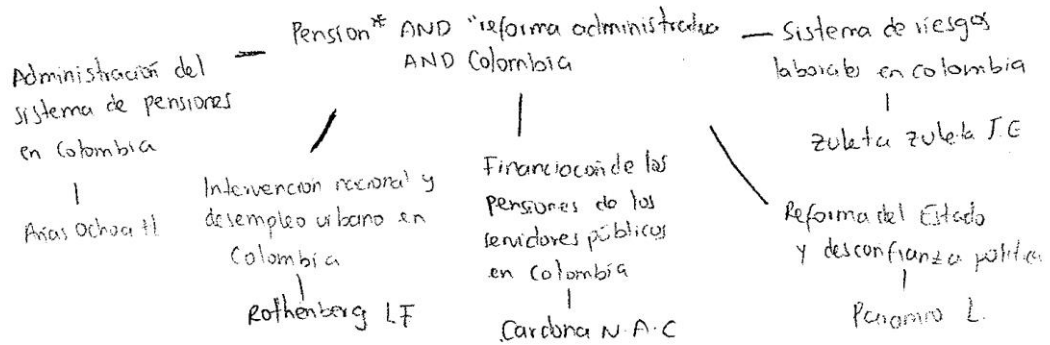 Pension* AND "reforma administrativa
AND Colombia
Administración del
sistema de pensiones
en Colombia
Arias Ochoa H
Intervención nacional y
desempleo urbano en
Colombia
Rothenberg L.F
Financiación de las
pensiones de los
servidores públicos
en Colombia
Cardona N.A.C
Reforma del Estado
y desconfianza política
L.
Sistema de riesgos
laborales en colombia
Zuleta Zuleta J.E